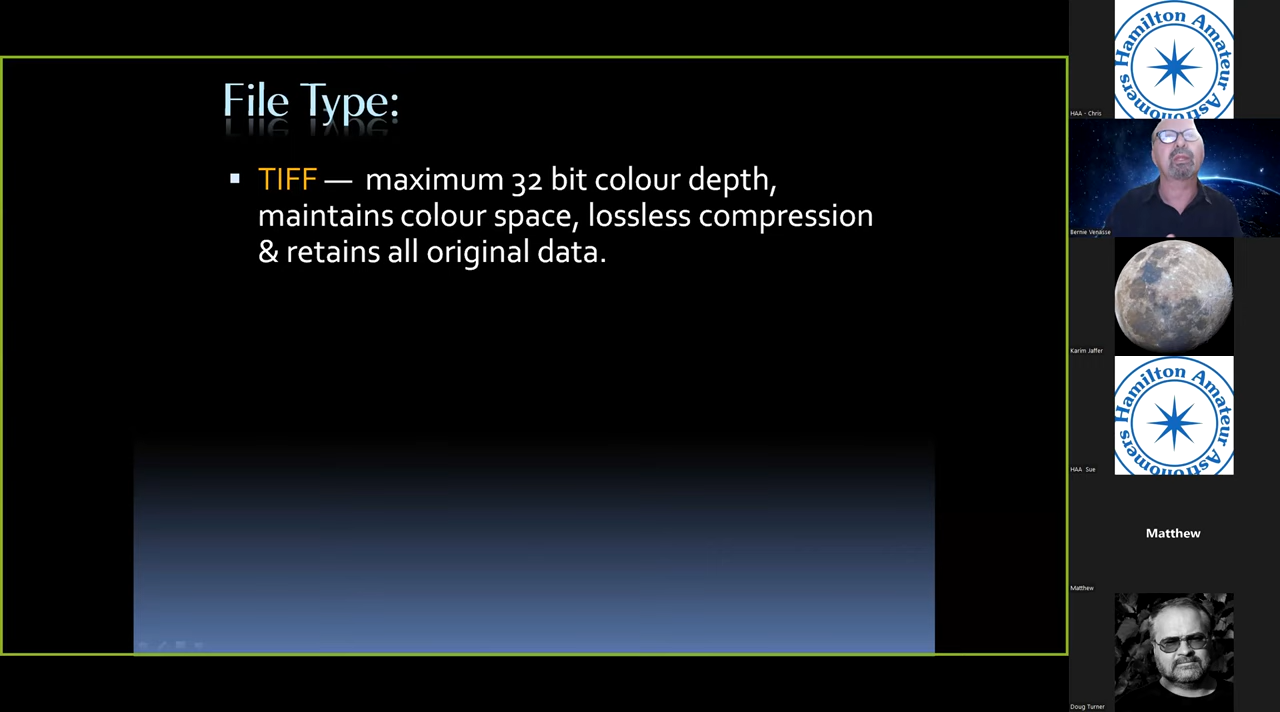 File Type:
▪ TIFF — maximum 32 bit colour depth,
maintains colour space, lossless compression
& retains all original data.
Hamilton Amateur Astronomers
HAA - Chris
Bernie Venasse
Karim Jaffer
Hamilton Amateur Astronomers
HAA Sue
Matthew
Matthew
Doug Turner